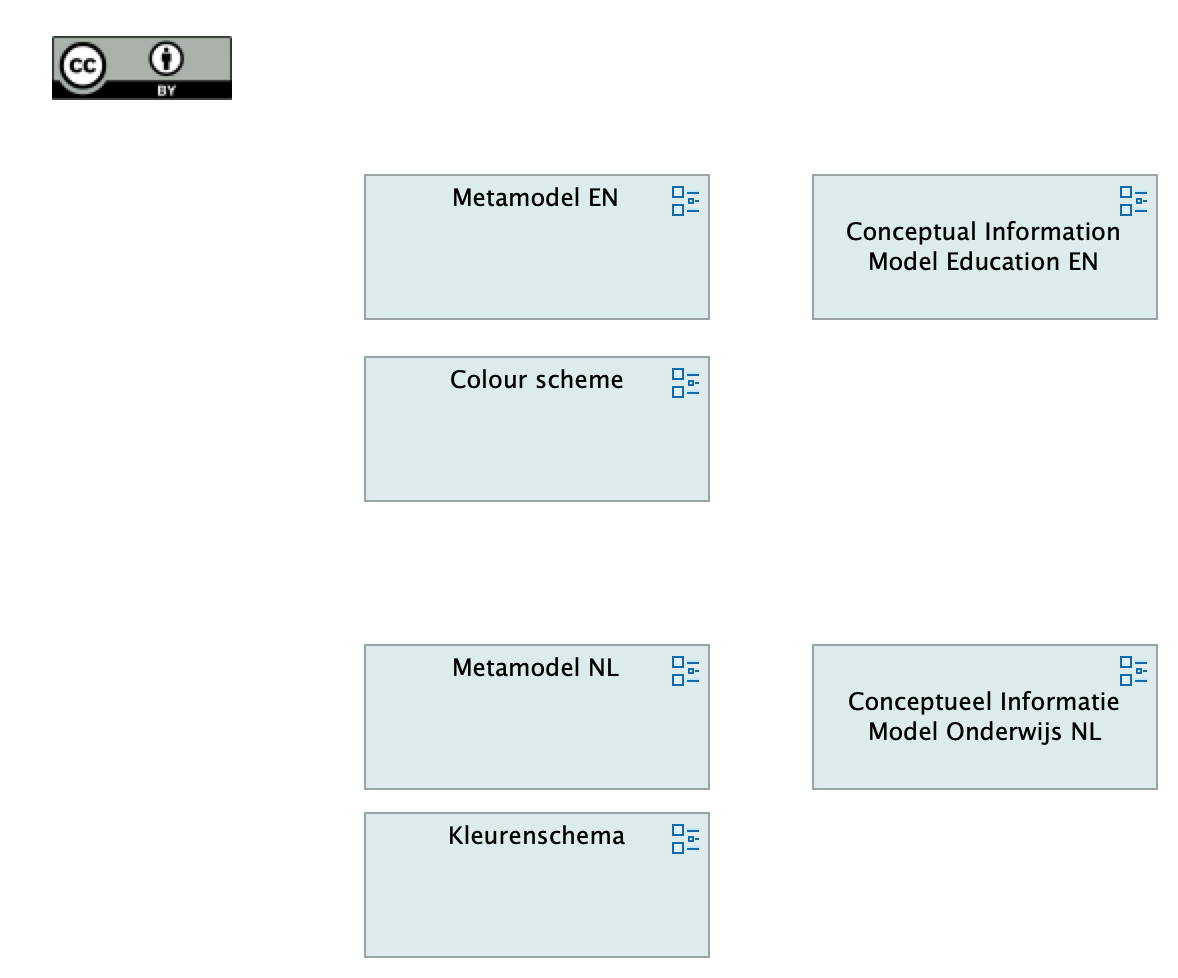 cc
BY
Metamodel EN
Conceptual Information
Model Education EN
Colour scheme
Metamodel NL
Conceptueel Informatie
Model Onderwijs NL
Kleurenschema